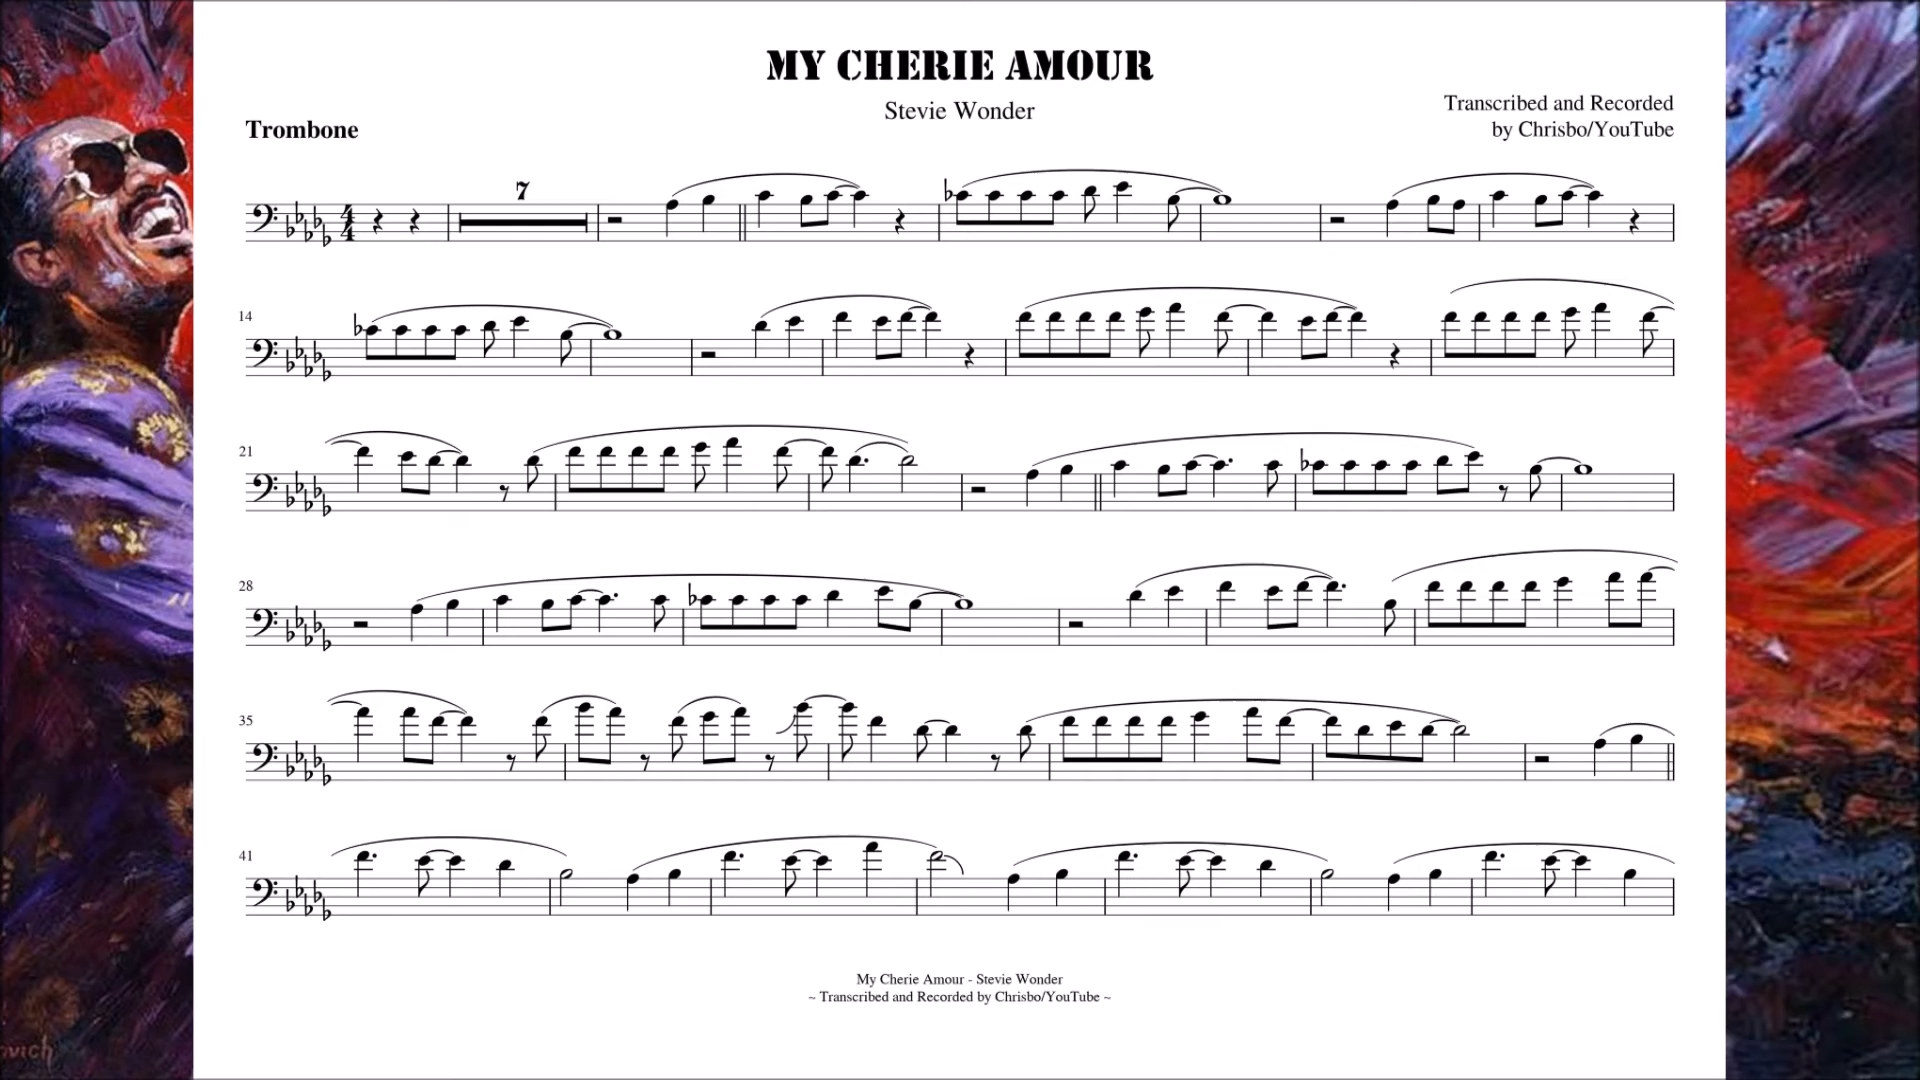 MY CHERIE AMOUR
Stevie Wonder
Trombone
Transcribed and Recorded
by Chrisbo/YouTube
7
4
4
14
21
28
35
41
My Cherie Amour - Stevie Wonder
~ Transcribed and Recorded by Chrisbo/YouTube ~